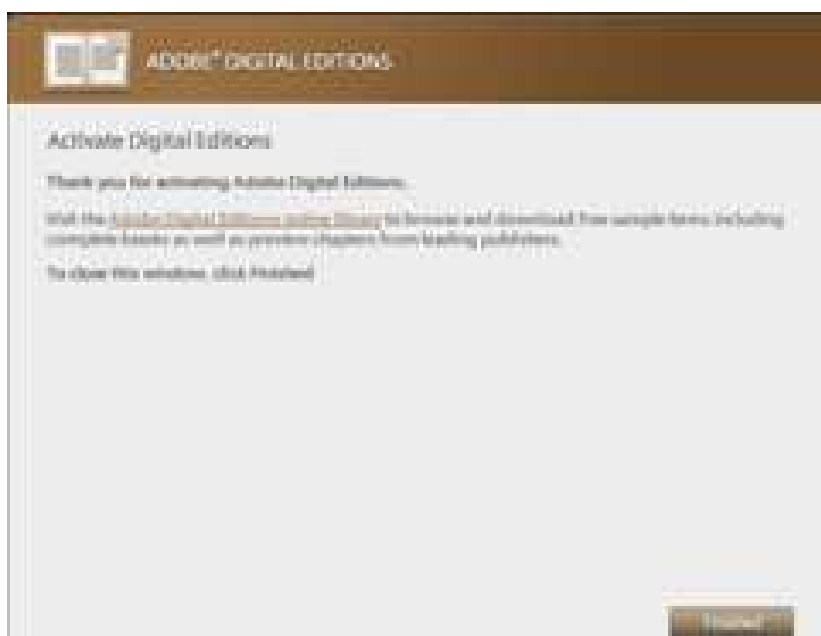 ADOBE® DIGITAL EDITIONS
Activate Digital Editions
Thank you for activating Adobe Digital Editions.
Visit the Adobe Digital Editions online library to browse and download free sample items, including
complete books as well as preview chapters from leading publishers.
To close this window, click Finished
Finished